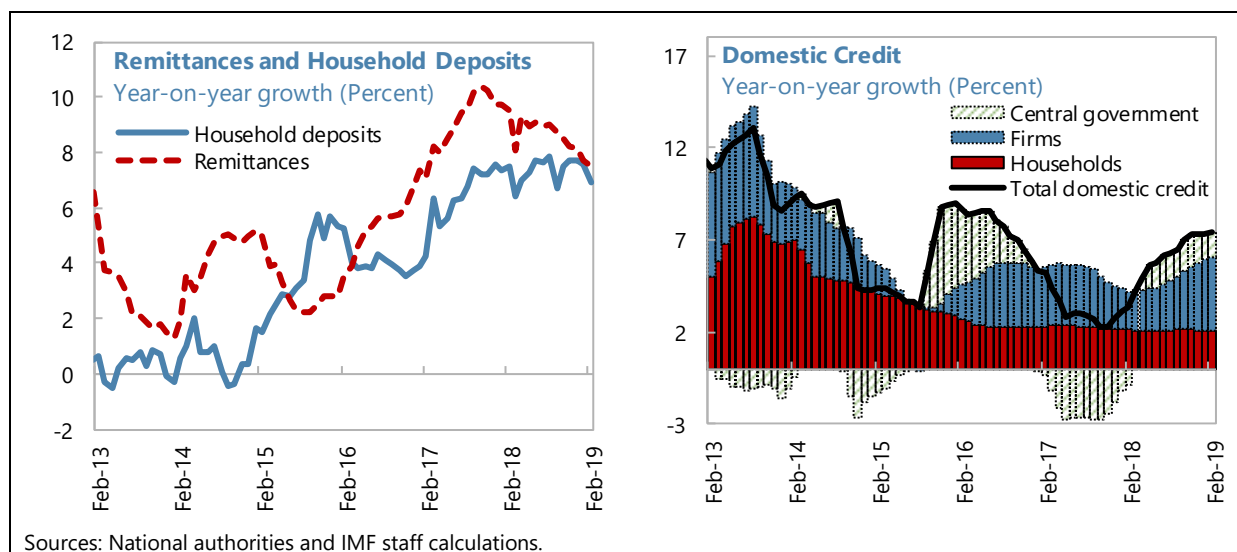 Remittances and Household Deposits
Year-on-year growth (Percent)
Household deposits
Remittances
12
10
8
6
4
2
0
-2
Feb-13
Feb-14
Feb-15
Feb-16
Feb-17
Feb-18
Feb-19
Domestic Credit
Year-on-year growth (Percent)
Central government
Firms
Households
Total domestic credit
17
12
7
2
-3
Feb-13
Feb-14
Feb-15
Feb-16
Feb-17
Feb-18
Feb-19
Sources: National authorities and IMF staff calculations.